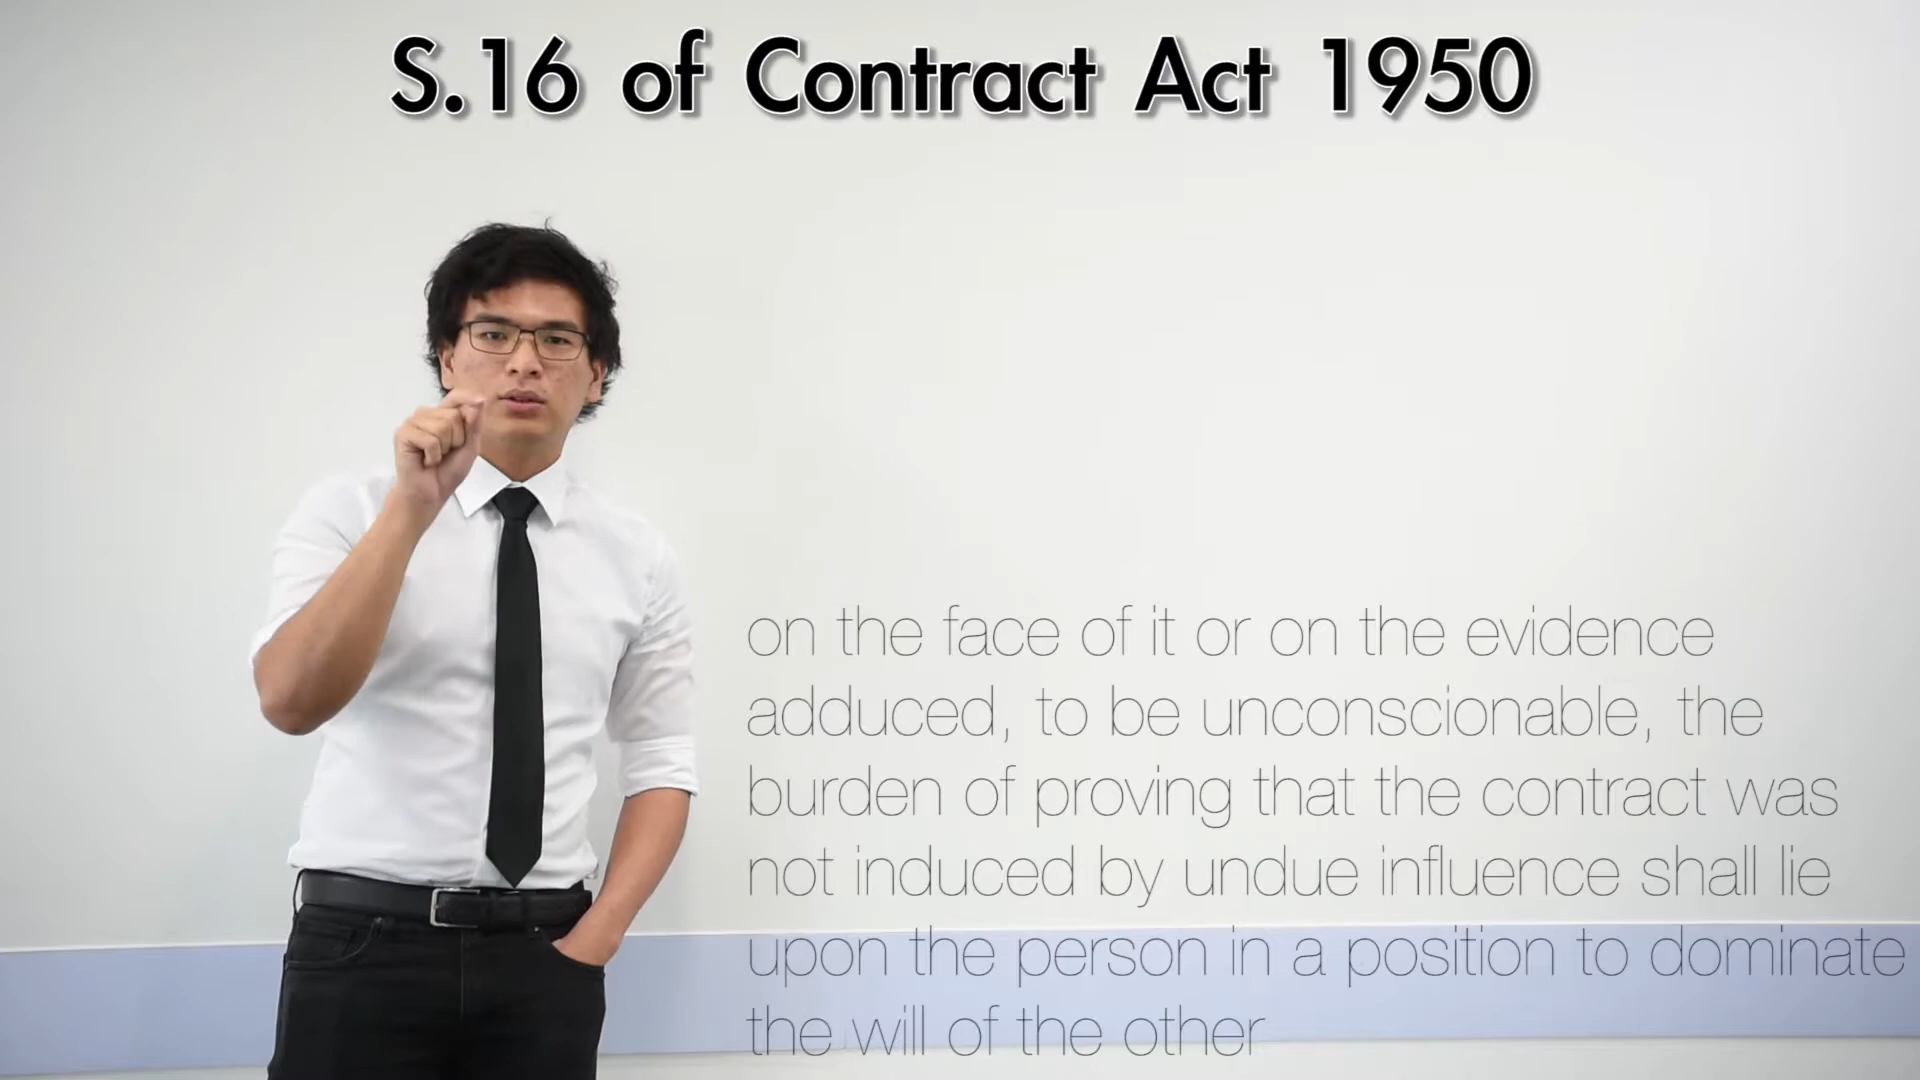 S.16 of Contract Act 1950
on the face of it or on the evidence
adduced, to be unconscionable, the
burden of proving that the contract was
not induced by undue influence shall lie
upon the person in a position to dominate
the will of the other